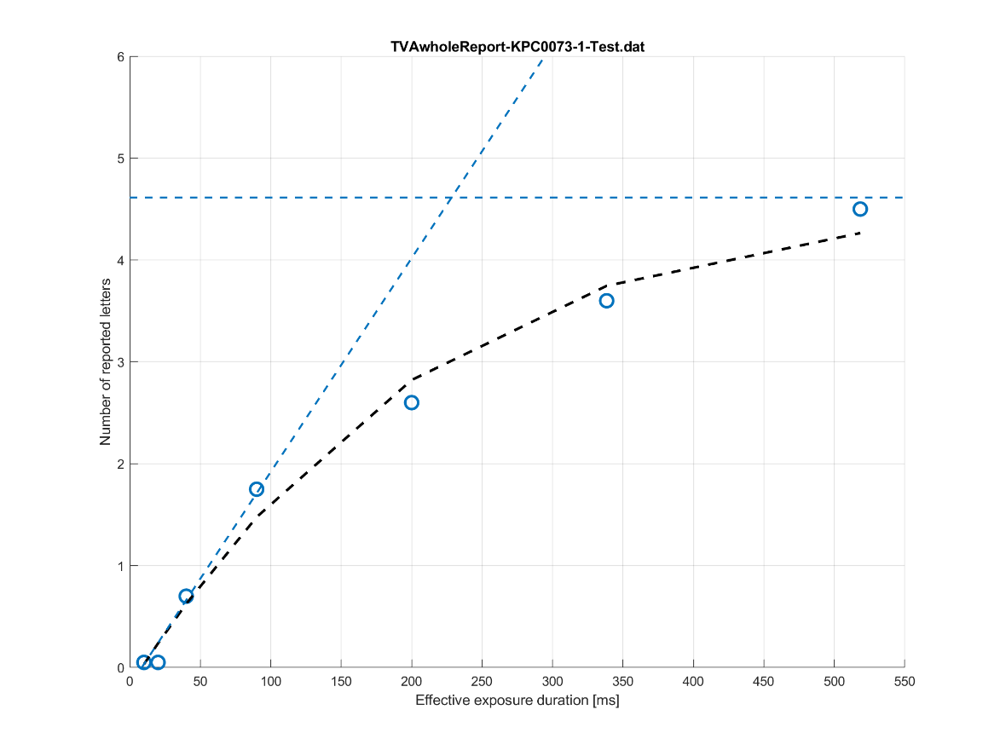 TVAwholeReport-KPC0073-1-Test.dat
6
5
4
3
2
1
0
Number of reported letters
0 50 100 150 200 250 300 350 400 450 500 550
Effective exposure duration [ms]